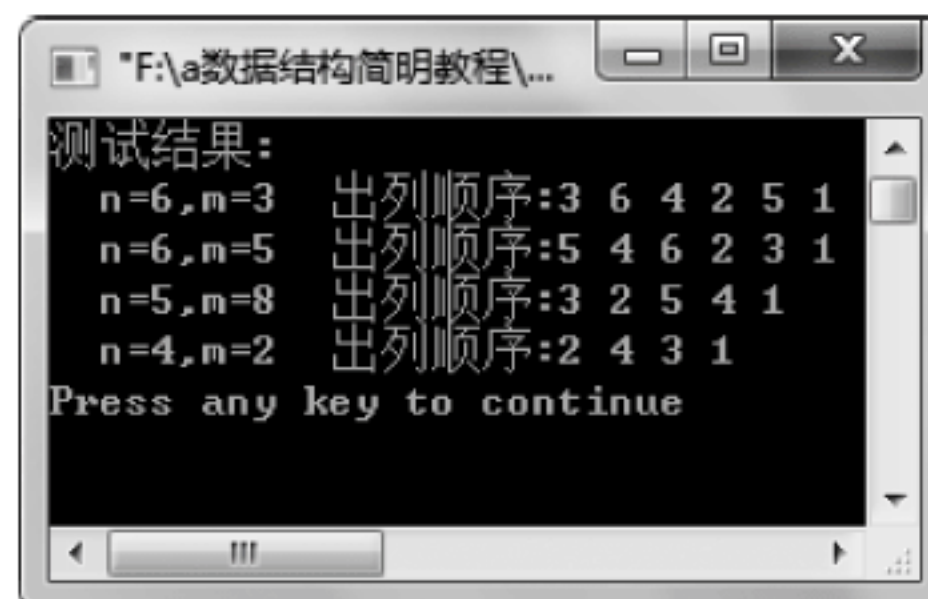 "F:\a数据结构简明教程\...
测试结果:
n=6,m=3 出列顺序:3 6 4 2 5 1
n=6,m=5 出列顺序:5 4 6 2 3 1
n=5,m=8 出列顺序:3 2 5 4 1
n=4,m=2 出列顺序:2 4 3 1
Press any key to continue